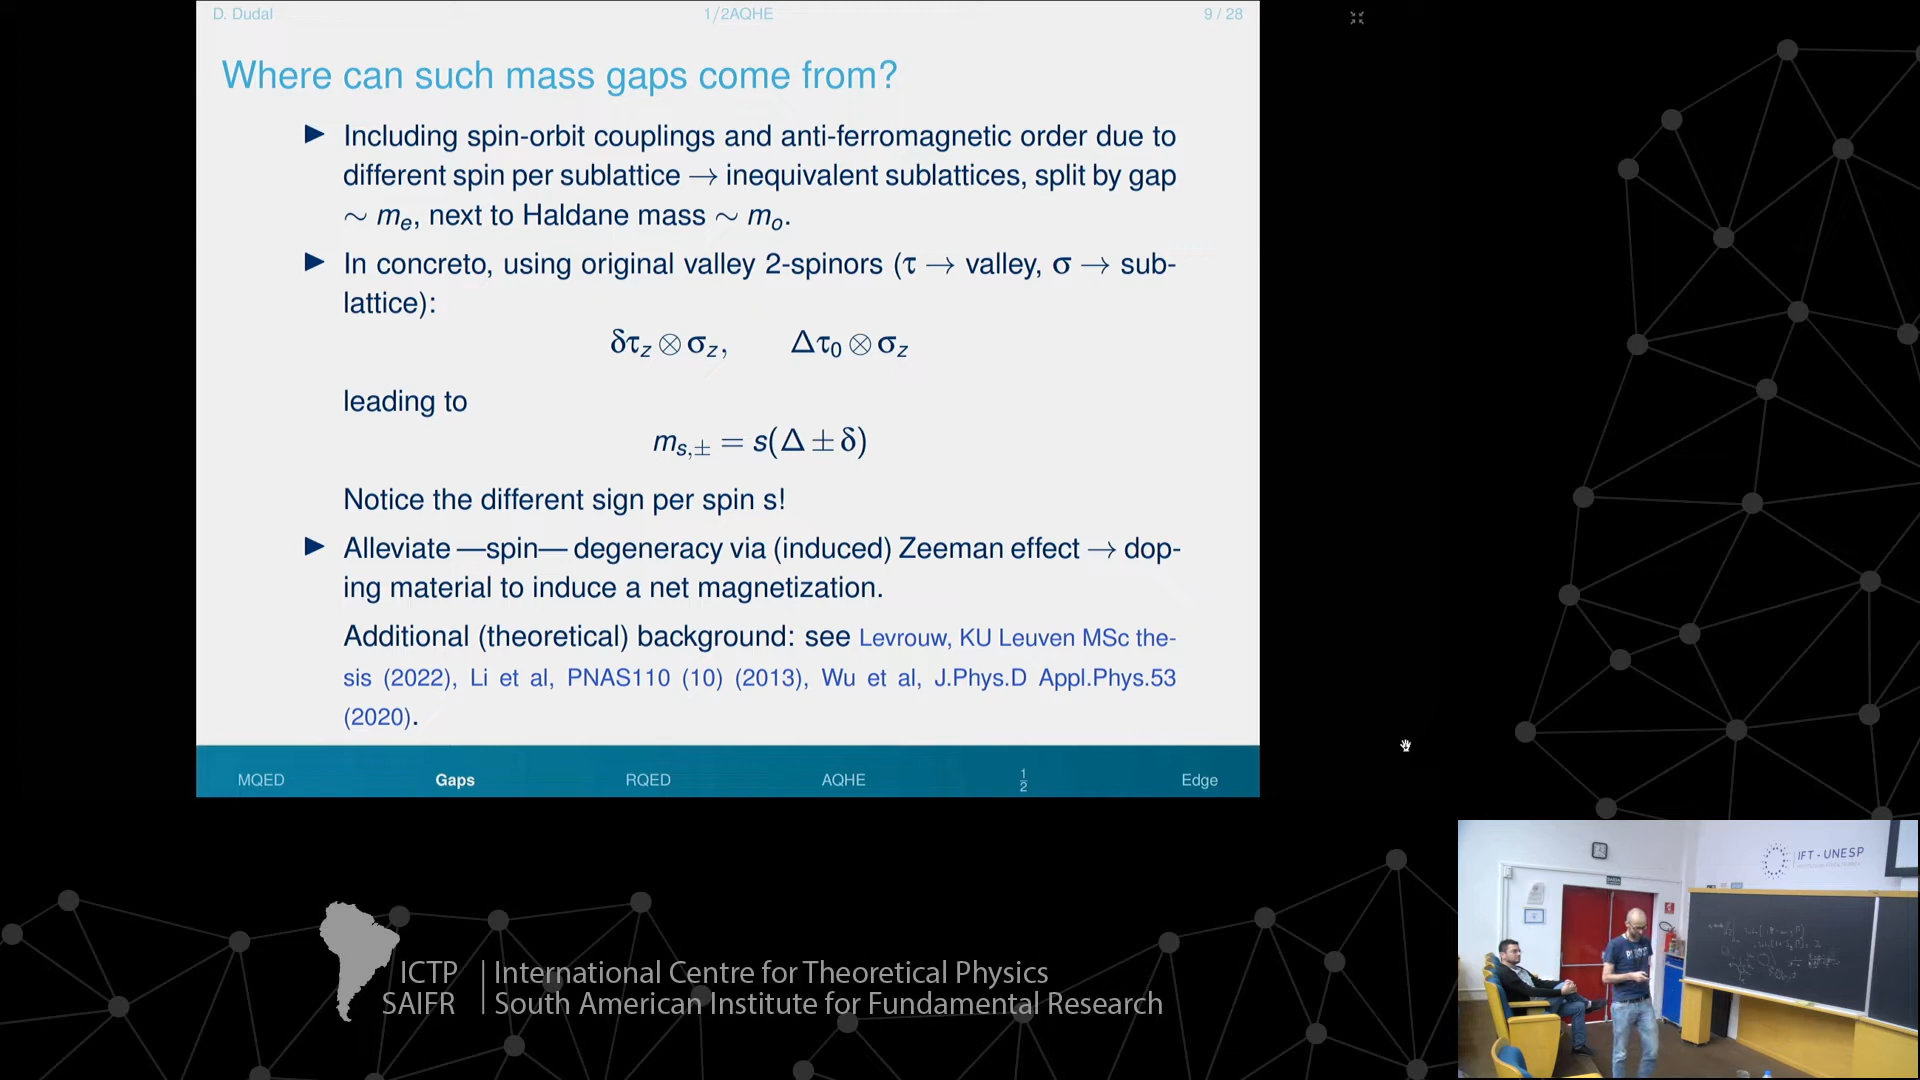 D. Dudal 1/2AQHE 9 / 28
Where can such mass gaps come from?
▶ Including spin-orbit couplings and anti-ferromagnetic order due to
different spin per sublattice → inequivalent sublattices, split by gap
∼ mₑ, next to Haldane mass ∼ mₒ.
▶ In concreto, using original valley 2-spinors (τ → valley, σ → sub-
lattice):
δτ_z ⊗ σ_z, Δτ₀ ⊗ σ_z
leading to
m_{s,±} = s(Δ ± δ)
Notice the different sign per spin s!
▶ Alleviate —spin— degeneracy via (induced) Zeeman effect → dop-
ing material to induce a net magnetization.
Additional (theoretical) background: see Levrouw, KU Leuven MSc the-
sis (2022), Li et al, PNAS110 (10) (2013), Wu et al, J.Phys.D Appl.Phys.53
(2020).
MQED Gaps RQED AQHE ½ Edge
IFT - UNESP
ICTP | International Centre for Theoretical Physics
SAIFR | South American Institute for Fundamental Research